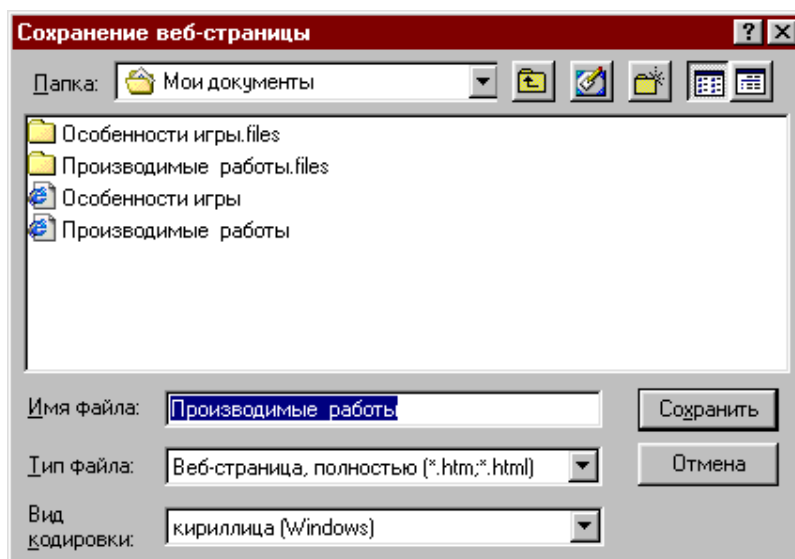 Сохранение веб-страницы
Папка: Мои документы
Особенности игры.files
Производимые работы.files
Особенности игры
Производимые работы
Имя файла: Производимые работы Сохранить
Тип файла: Веб-страница, полностью (*.htm;*.html) Отмена
Вид
кодировки: кириллица (Windows)